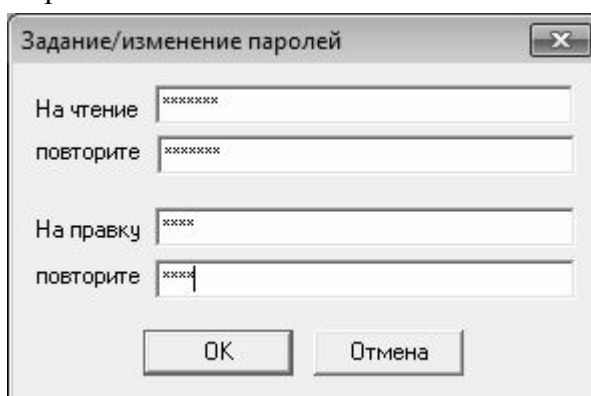 Задание/изменение паролей
На чтение *******
повторите *******
На правку ****
повторите ****
OK Отмена